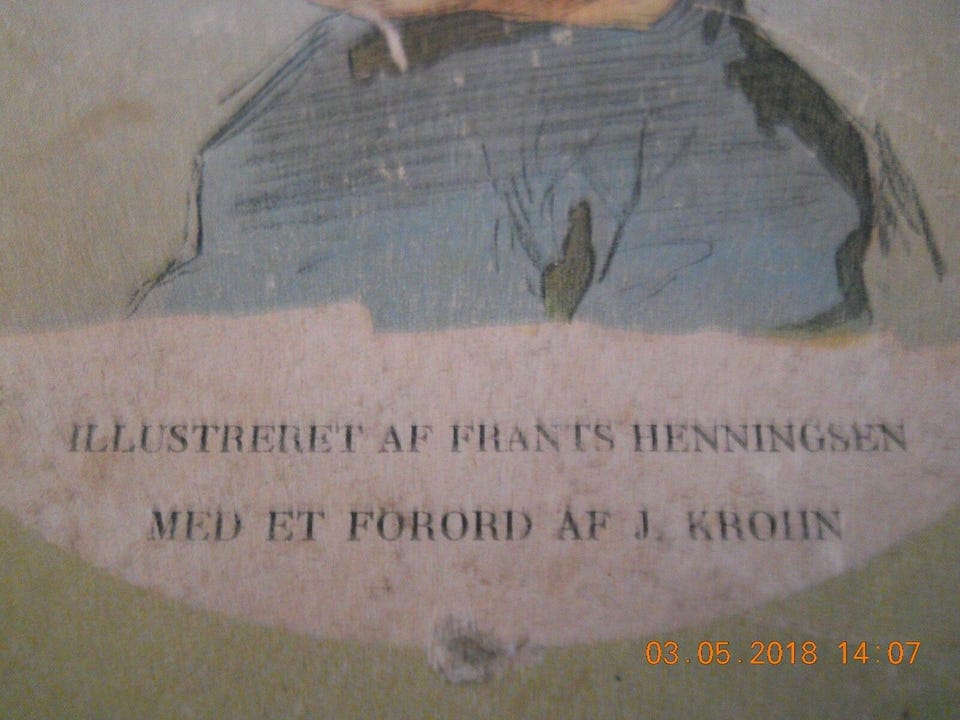 ILLUSTRERET AF FRANTS HENNINGSEN
MED ET FORORD AF J. KROHN
03.05.2018 14:07